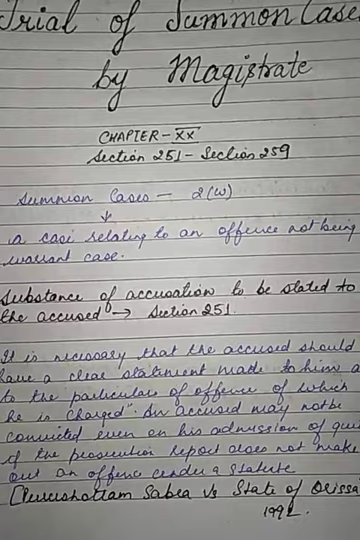 Trial of Summon Case
by Magistrate
CHAPTER - XX
Section 251 - Section 259
Summon Cases - 2(W)
↓
a case relating to an offence not being
warrant case.
Substance of accusation to be stated to
the accused → Section 251.
It is necessary that the accused should
have a clear statement made to him a
to the particulars of offence of which
he is charged" An accused may not be
convicted even on his admission of gui
if the prosecution report does not make
out an offence under a statute
[Purushottam Sabra Vs State of Orissa
1992.